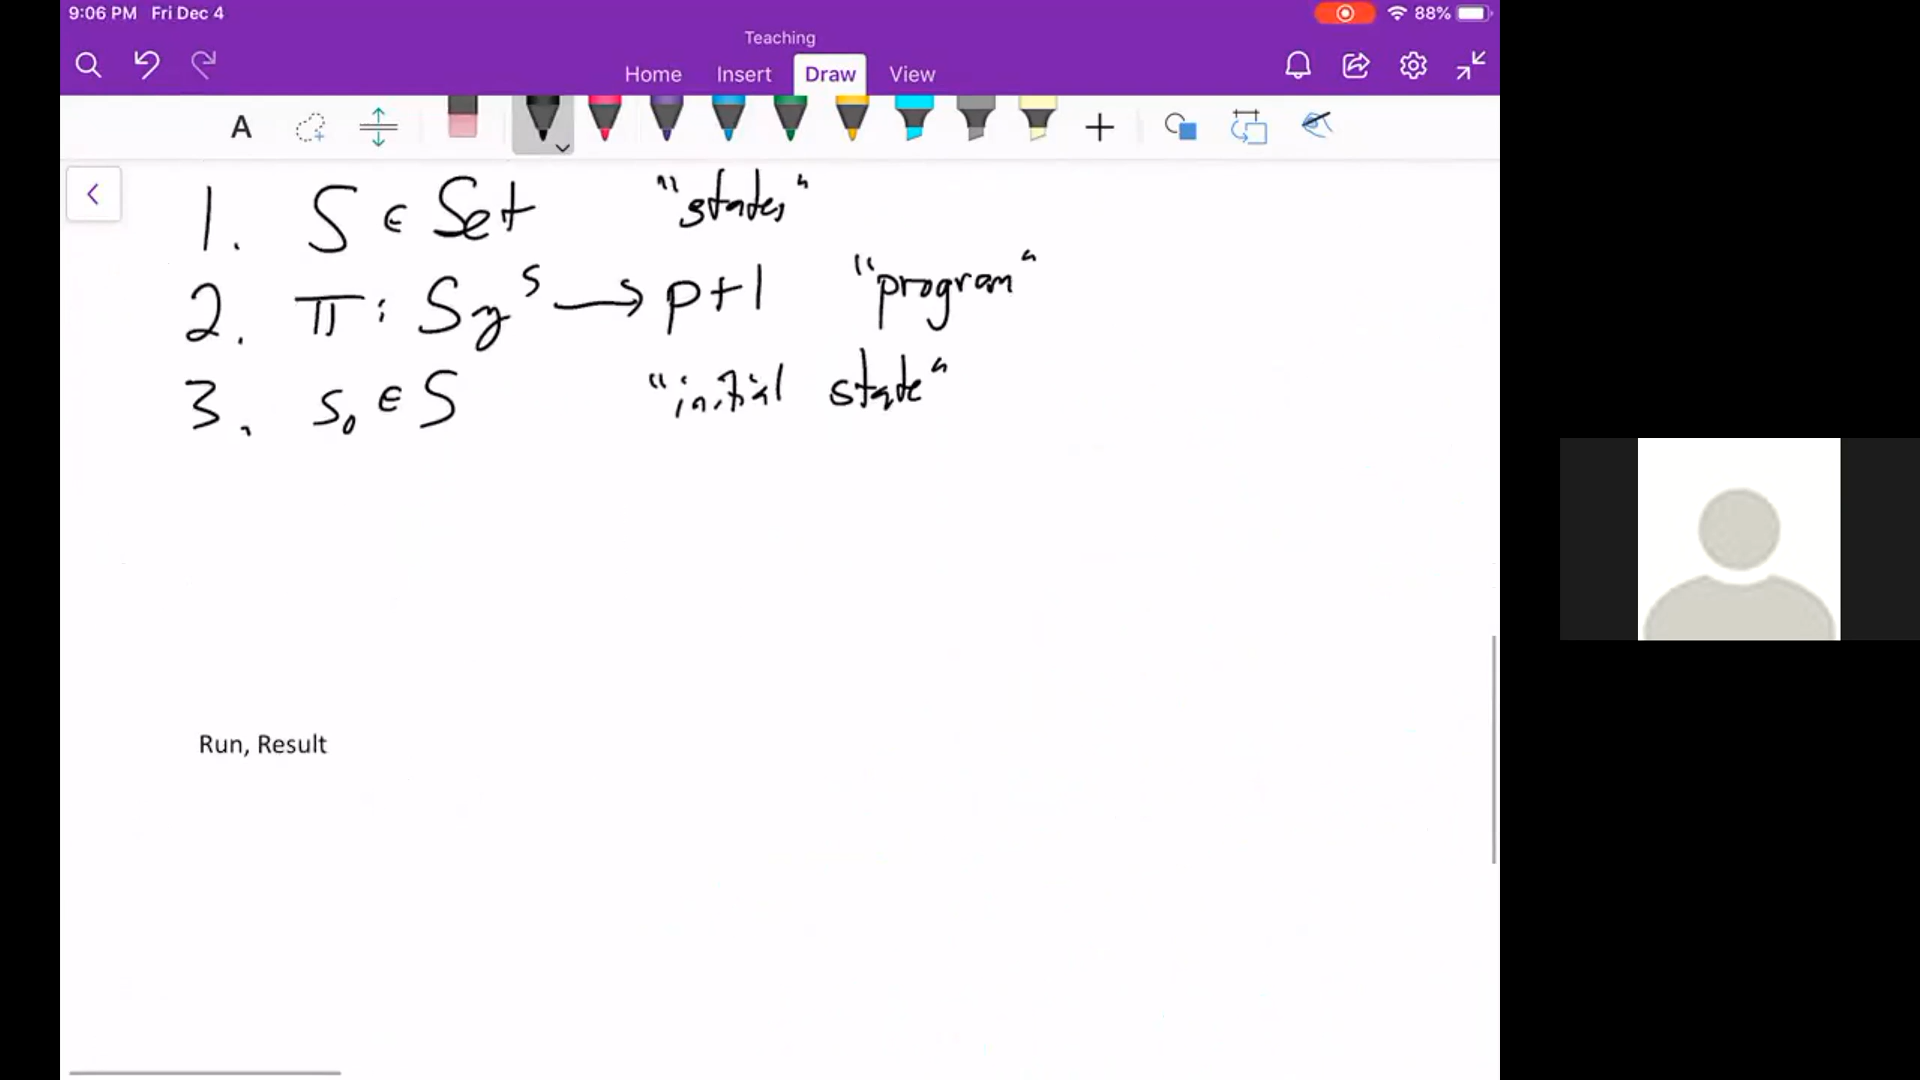 9:06 PM Fri Dec 4
88%
Teaching
Home Insert Draw View
A
1. S ∈ Set "states"
2. π: Sy^S → p+1 "program"
3. s₀ ∈ S "initial state"
Run, Result